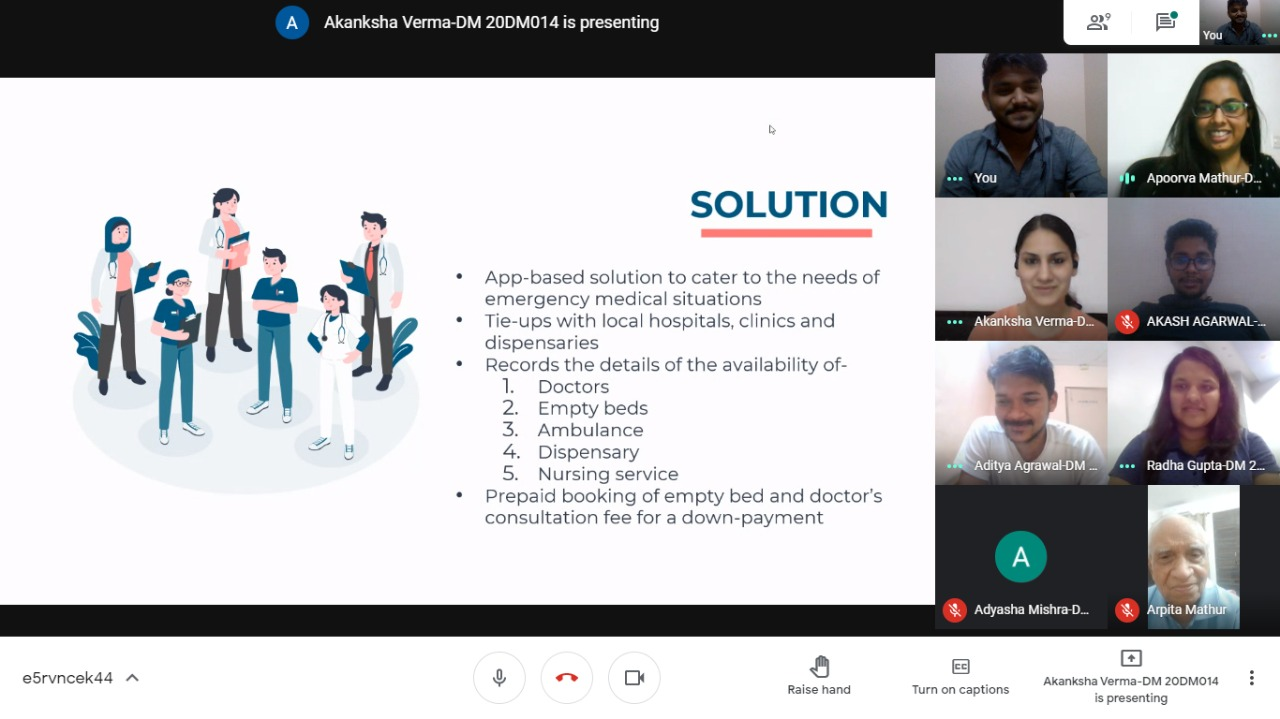 A
Akanksha Verma-DM 20DM014 is presenting
9
You
SOLUTION
• App-based solution to cater to the needs of
emergency medical situations
• Tie-ups with local hospitals, clinics and
dispensaries
• Records the details of the availability of-
1. Doctors
2. Empty beds
3. Ambulance
4. Dispensary
5. Nursing service
• Prepaid booking of empty bed and doctor's
consultation fee for a down-payment
You
Apoorva Mathur-D...
Akanksha Verma-D...
AKASH AGARWAL-...
Aditya Agrawal-DM ...
Radha Gupta-DM 2...
A
Adyasha Mishra-D...
Arpita Mathur
e5rvncek44
Raise hand
CC
Turn on captions
Akanksha Verma-DM 20DM014
is presenting